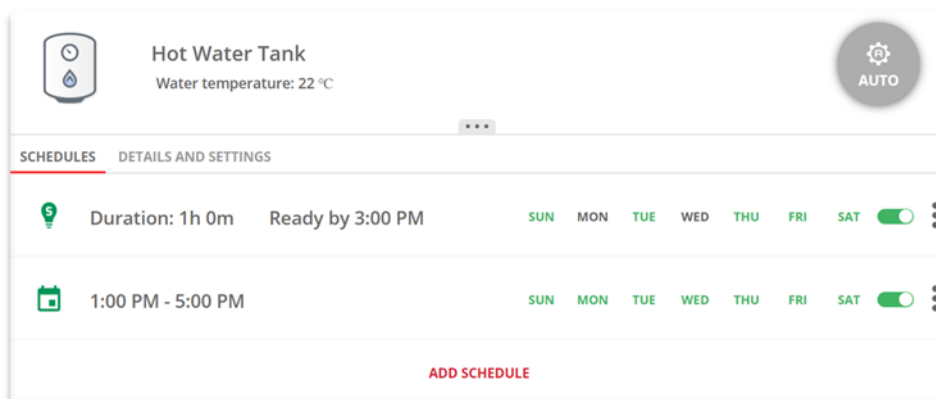 Hot Water Tank
Water temperature: 22 °C
AUTO
SCHEDULES DETAILS AND SETTINGS
S Duration: 1h 0m Ready by 3:00 PM SUN MON TUE WED THU FRI SAT
1:00 PM - 5:00 PM SUN MON TUE WED THU FRI SAT
ADD SCHEDULE